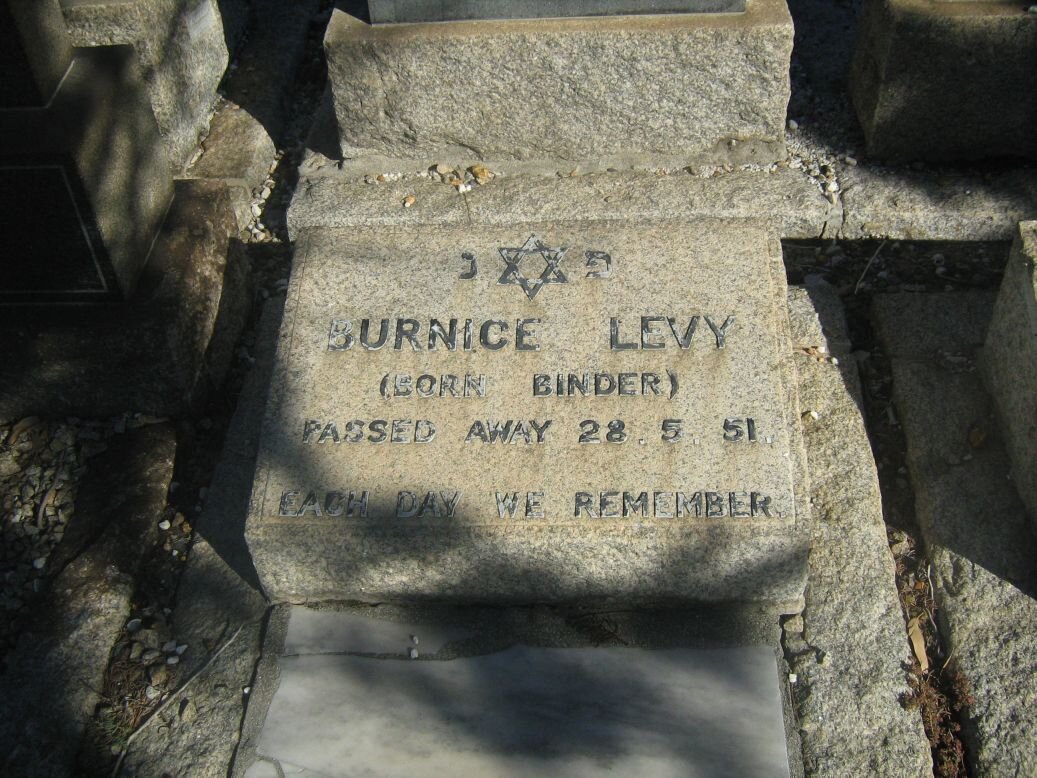 פ נ
BURNICE LEVY
(BORN BINDER)
PASSED AWAY 28.5.51.
EACH DAY WE REMEMBER.